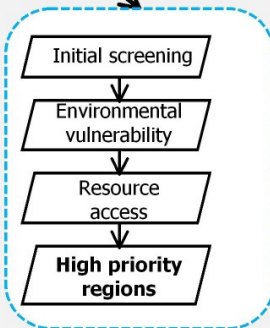 Initial screening
Environmental
vulnerability
Resource
access
High priority
regions